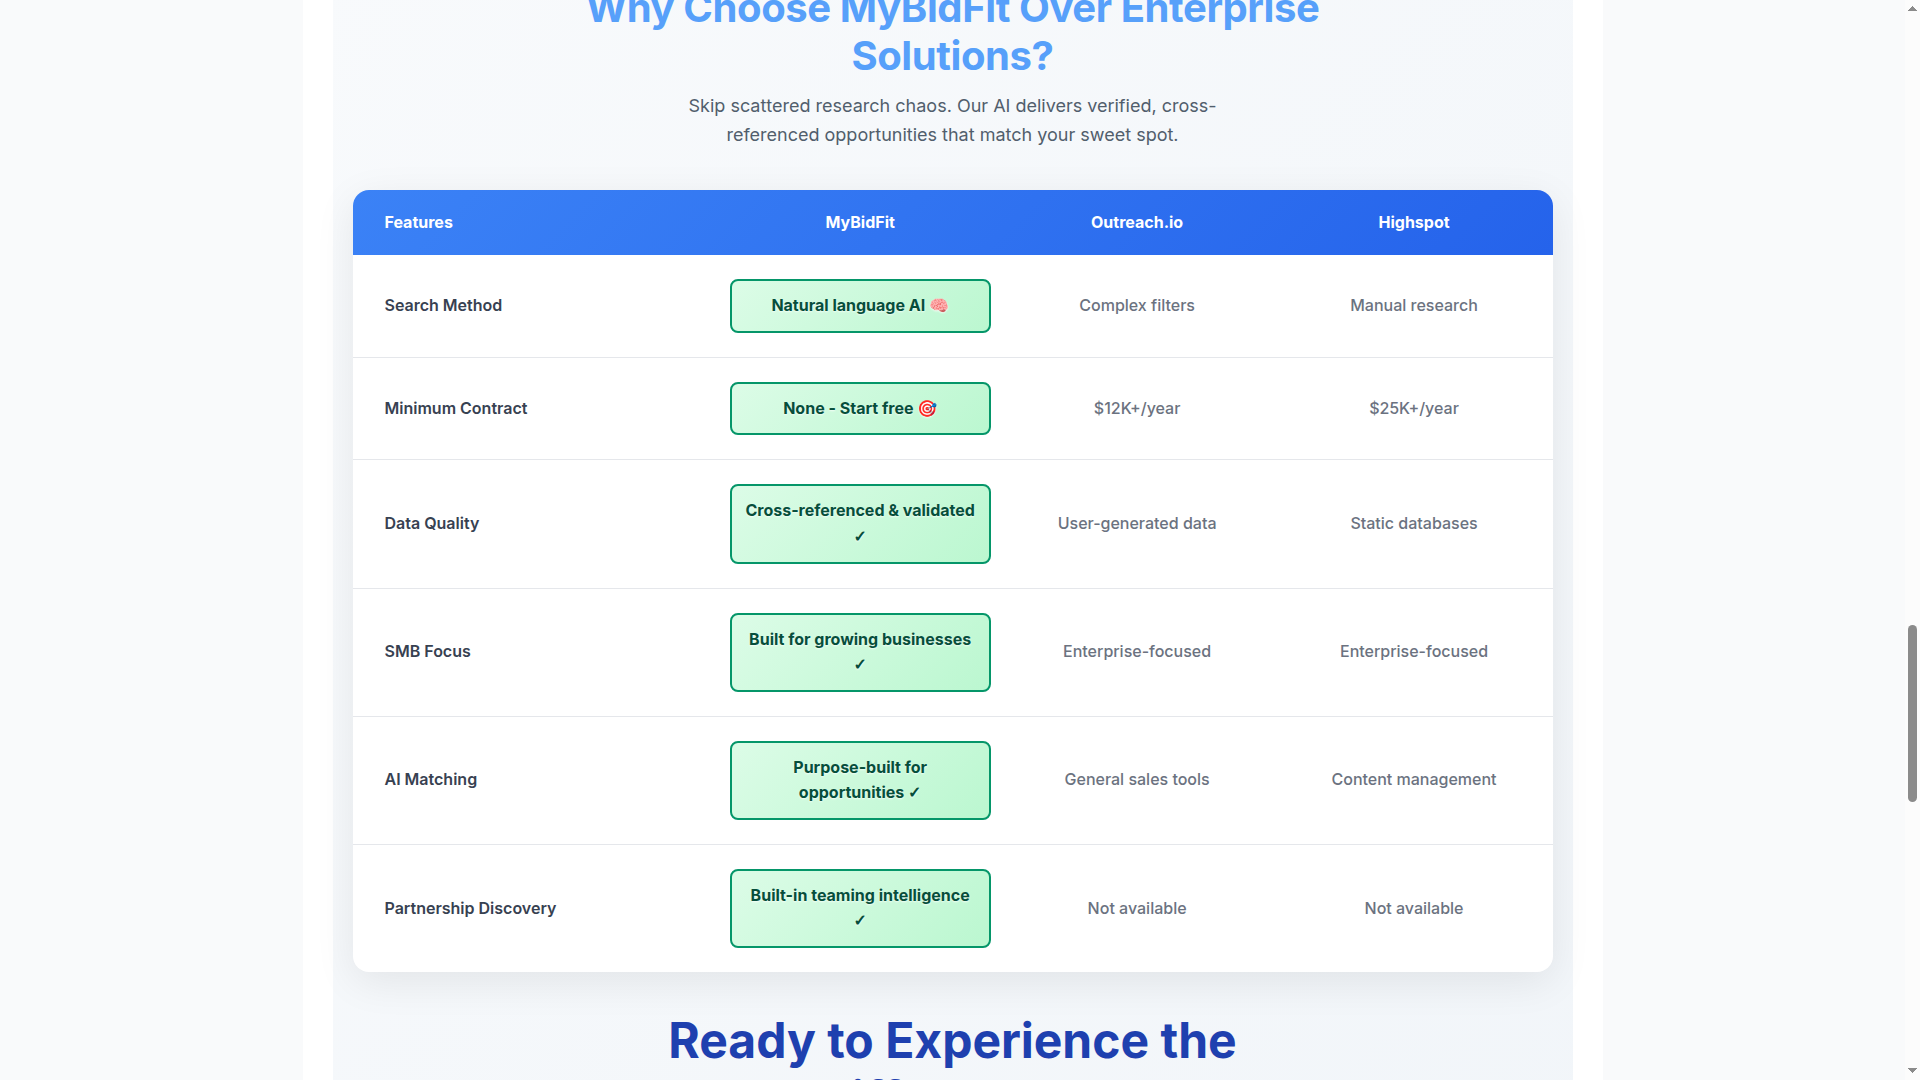 Why Choose MyBidFit Over Enterprise
Solutions?
Skip scattered research chaos. Our AI delivers verified, cross-
referenced opportunities that match your sweet spot.
Features MyBidFit Outreach.io Highspot
Search Method Natural language AI 🧠 Complex filters Manual research
Minimum Contract None - Start free 🎯 $12K+/year $25K+/year
Data Quality Cross-referenced & validated ✓ User-generated data Static databases
SMB Focus Built for growing businesses ✓ Enterprise-focused Enterprise-focused
AI Matching Purpose-built for opportunities ✓ General sales tools Content management
Partnership Discovery Built-in teaming intelligence ✓ Not available Not available
Ready to Experience the